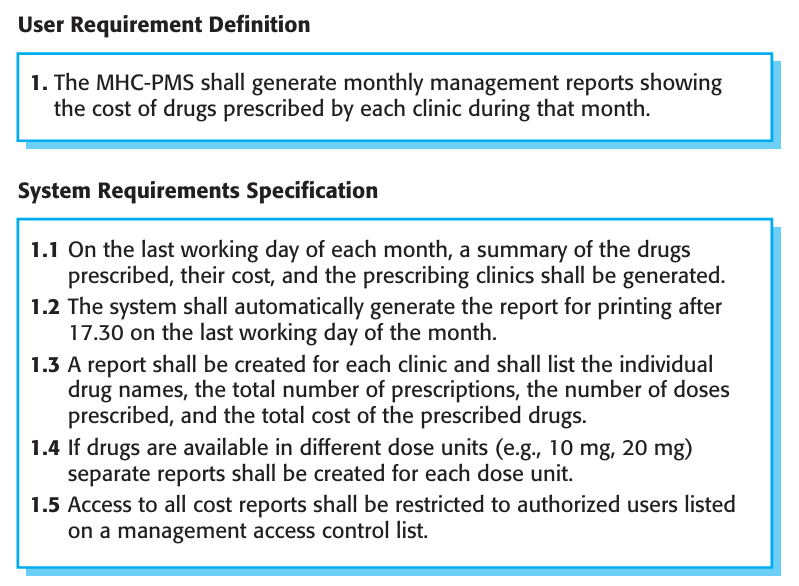 User Requirement Definition
1. The MHC-PMS shall generate monthly management reports showing
the cost of drugs prescribed by each clinic during that month.
System Requirements Specification
1.1 On the last working day of each month, a summary of the drugs
prescribed, their cost, and the prescribing clinics shall be generated.
1.2 The system shall automatically generate the report for printing after
17.30 on the last working day of the month.
1.3 A report shall be created for each clinic and shall list the individual
drug names, the total number of prescriptions, the number of doses
prescribed, and the total cost of the prescribed drugs.
1.4 If drugs are available in different dose units (e.g., 10 mg, 20 mg)
separate reports shall be created for each dose unit.
1.5 Access to all cost reports shall be restricted to authorized users listed
on a management access control list.